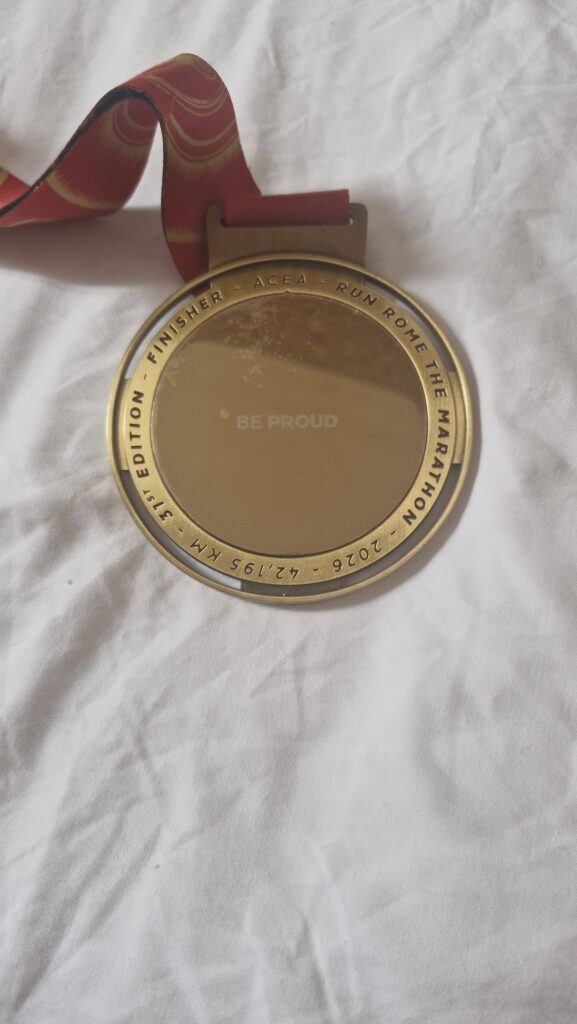 31ST EDITION - FINISHER - ACEA - RUN ROME THE MARATHON - 2026 - 42,195 KM -
BE PROUD